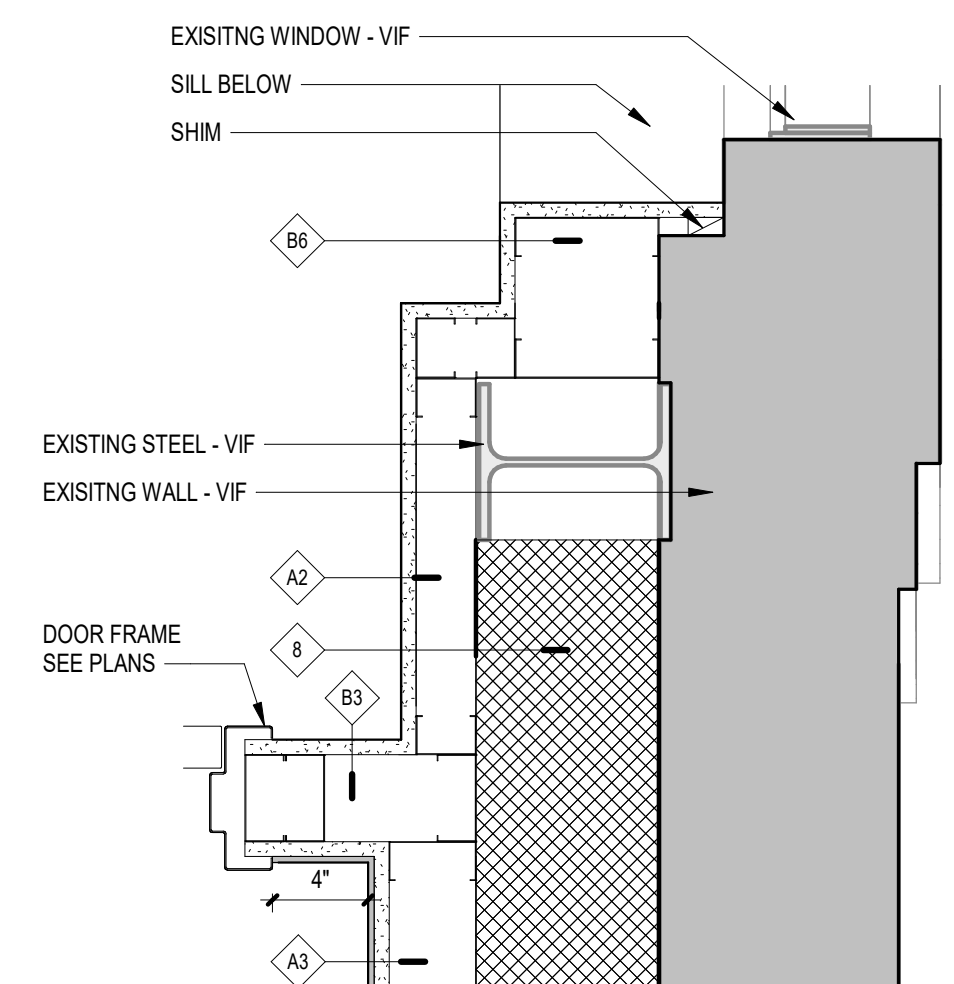 EXISITNG WINDOW - VIF
SILL BELOW
SHIM
B6
EXISTING STEEL - VIF
EXISITNG WALL - VIF
A2
DOOR FRAME
SEE PLANS
8
B3
4"
A3